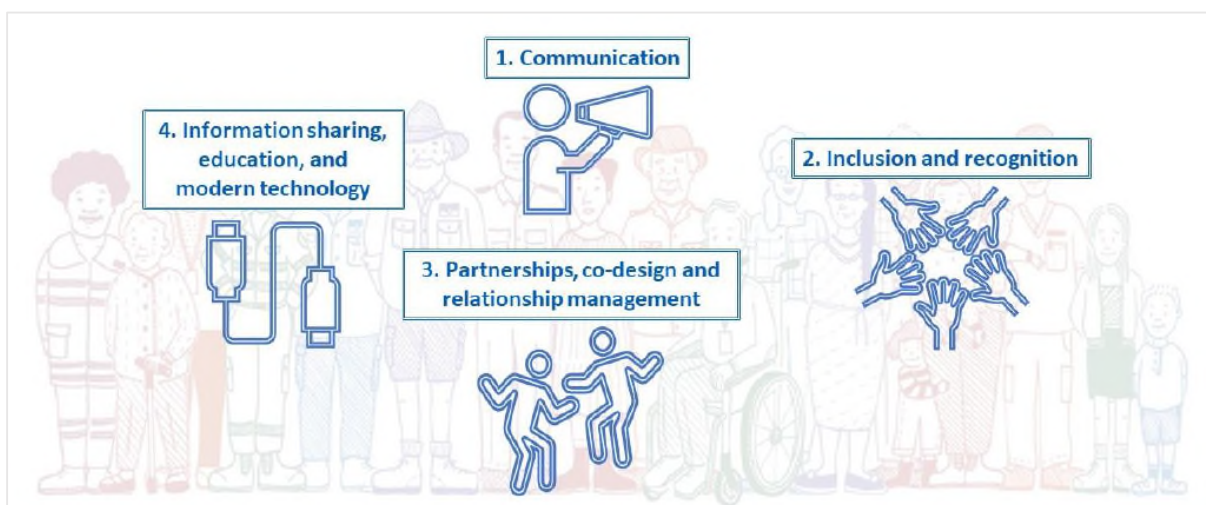 1. Communication
2. Inclusion and recognition
3. Partnerships, co-design and
relationship management
4. Information sharing,
education, and
modern technology